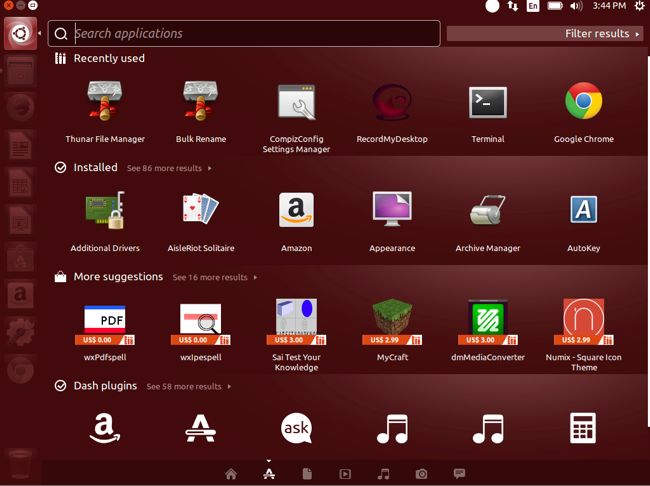 En 3:44 PM
Search applications
Filter results
Recently used
Thunar File Manager
Bulk Rename
CompizConfig
Settings Manager
RecordMyDesktop
Terminal
Google Chrome
Installed See 86 more results
Additional Drivers
AisleRiot Solitaire
Amazon
Appearance
Archive Manager
AutoKey
More suggestions See 16 more results
PDF
US$ 0.00
US$ 0.00
US$ 3.00
US$ 2.99
US$ 3.00
US$ 2.99
wxPdfspell
wxIpespell
Sai Test Your
Knowledge
MyCraft
dmMediaConverter
Numix - Square Icon
Theme
Dash plugins See 58 more results
ask